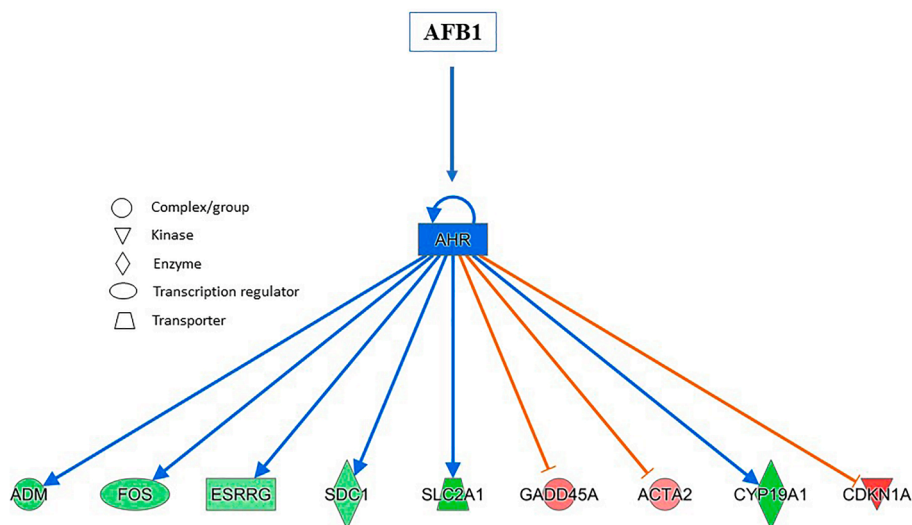 AFB1
AHR
Complex/group
Kinase
Enzyme
Transcription regulator
Transporter
ADM
FOS
ESRRG
SDC1
SLC2A1
GADD45A
ACTA2
CYP19A1
CDKN1A